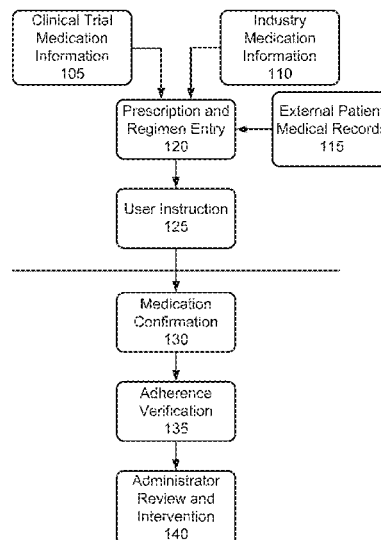 Clinical Trial
Medication
Information
105
Industry
Medication
Information
110
Prescription and
Regimen Entry
120
External Patient
Medical Records
115
User Instruction
125
Medication
Confirmation
130
Adherence
Verification
135
Administrator
Review and
Intervention
140